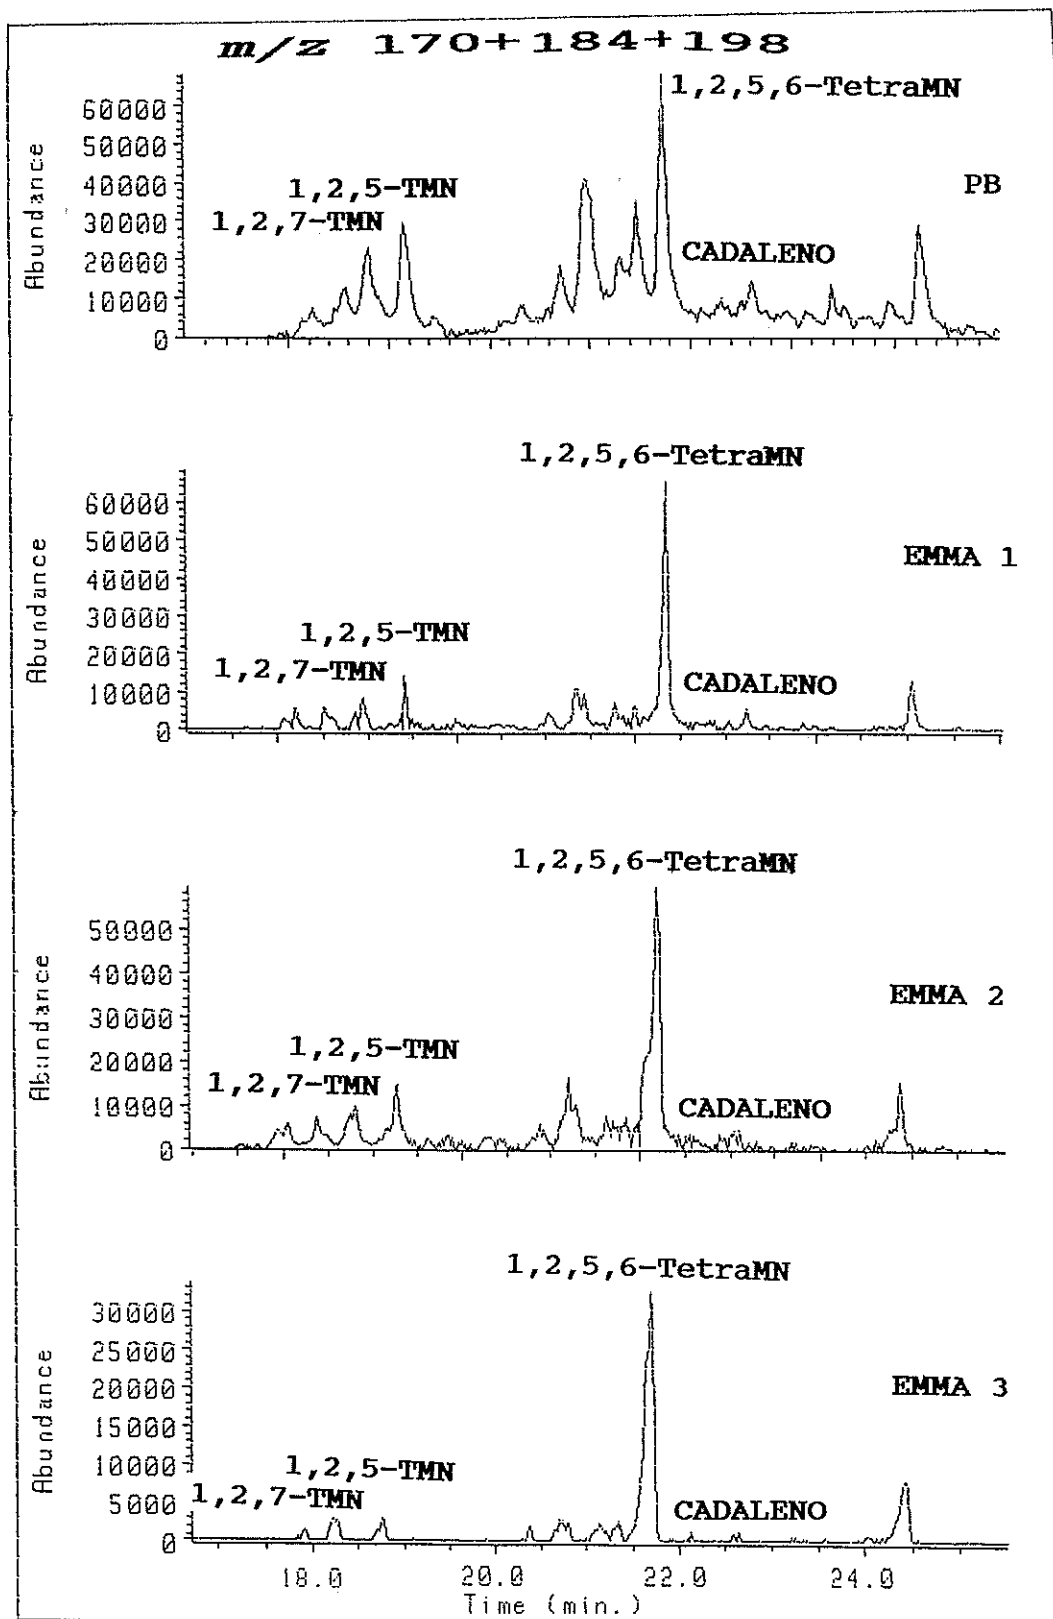 m/z 170+184+198
1,2,5,6-TetraMN
60000
50000
40000
30000
20000
10000
0
Abundance
1,2,5-TMN
1,2,7-TMN
CADALENO
PB
1,2,5,6-TetraMN
60000
50000
40000
30000
20000
10000
0
Abundance
1,2,5-TMN
1,2,7-TMN
CADALENO
EMMA 1
1,2,5,6-TetraMN
50000
40000
30000
20000
10000
0
Abundance
1,2,5-TMN
1,2,7-TMN
CADALENO
EMMA 2
1,2,5,6-TetraMN
30000
25000
20000
15000
10000
5000
0
Abundance
1,2,5-TMN
1,2,7-TMN
CADALENO
EMMA 3
18.0 20.0 22.0 24.0
Time (min.)